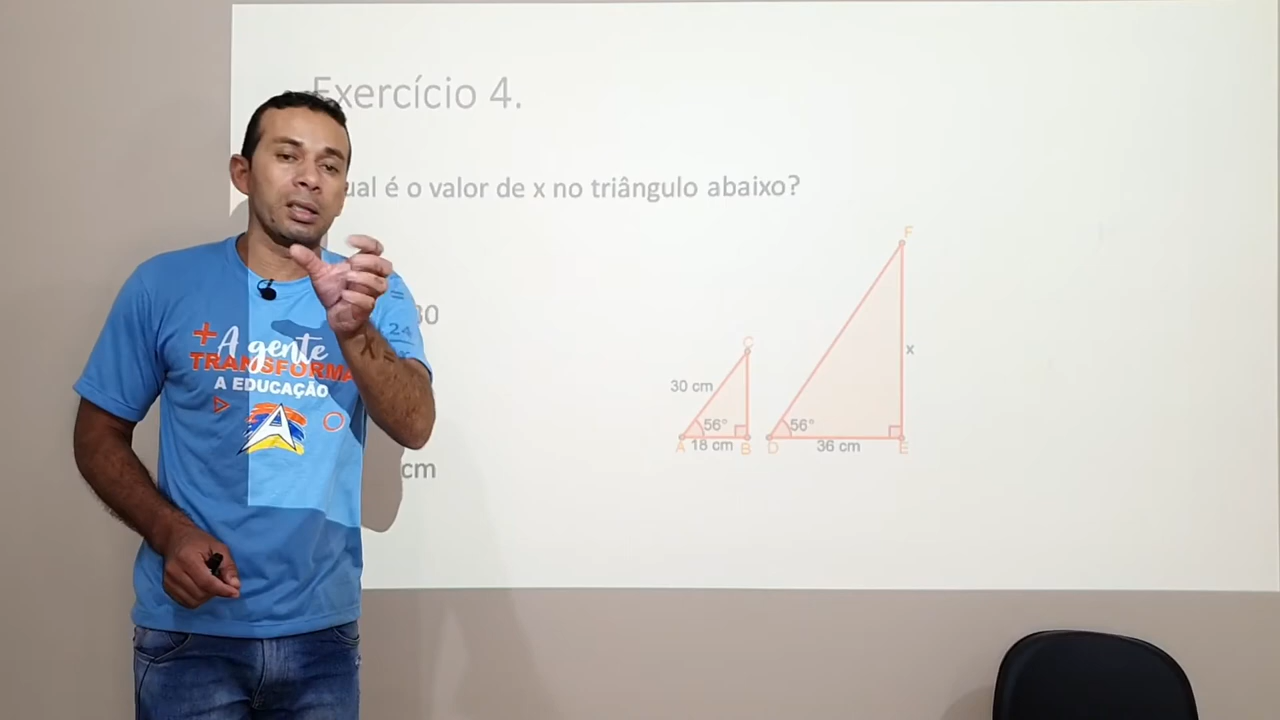 Exercício 4.
ual é o valor de x no triângulo abaixo?
F
=
30
24
x
C
30 cm
56°
56°
18 cm
36 cm
A
B
D
E
cm
A gente
TRANSFORMA
A EDUCAÇÃO